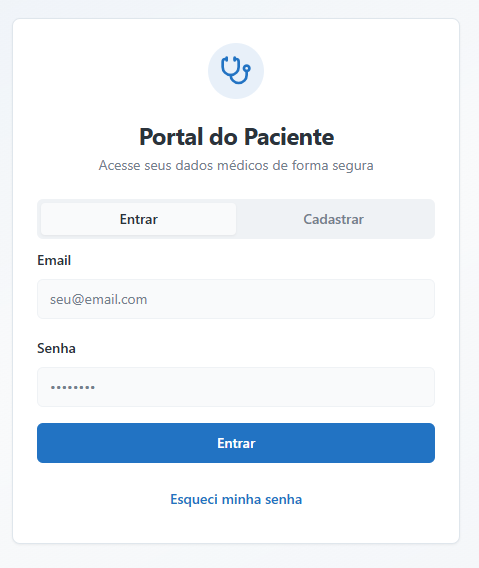 Portal do Paciente
Acesse seus dados médicos de forma segura
Entrar
Cadastrar
Email
seu@email.com
Senha
••••••••
Entrar
Esqueci minha senha